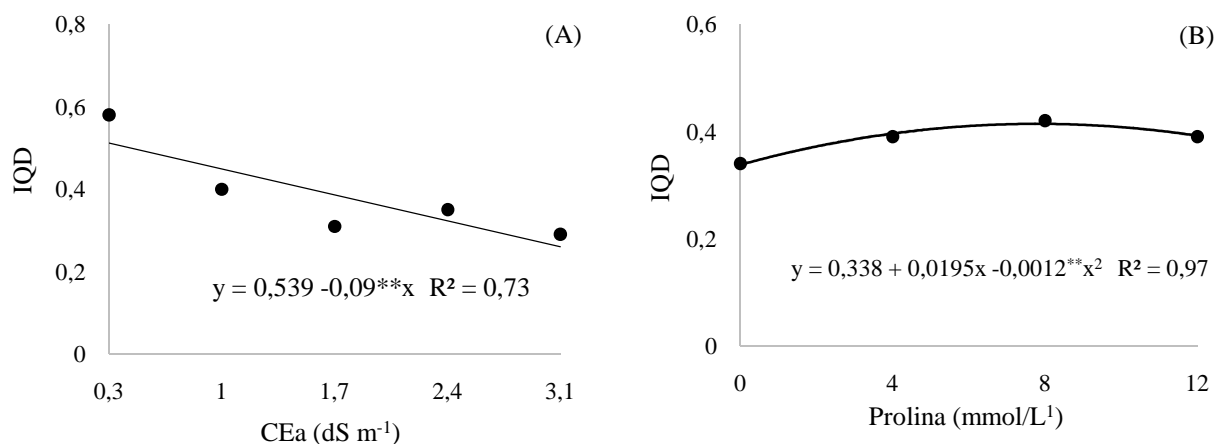 (A)
0,8
0,6
0,4
0,2
0
IQD
y = 0,539 -0,09**x R² = 0,73
0,3 1 1,7 2,4 3,1
CEa (dS m⁻¹)
(B)
0,6
0,4
0,2
0
IQD
y = 0,338 + 0,0195x -0,0012**x² R² = 0,97
0 4 8 12
Prolina (mmol/L¹)